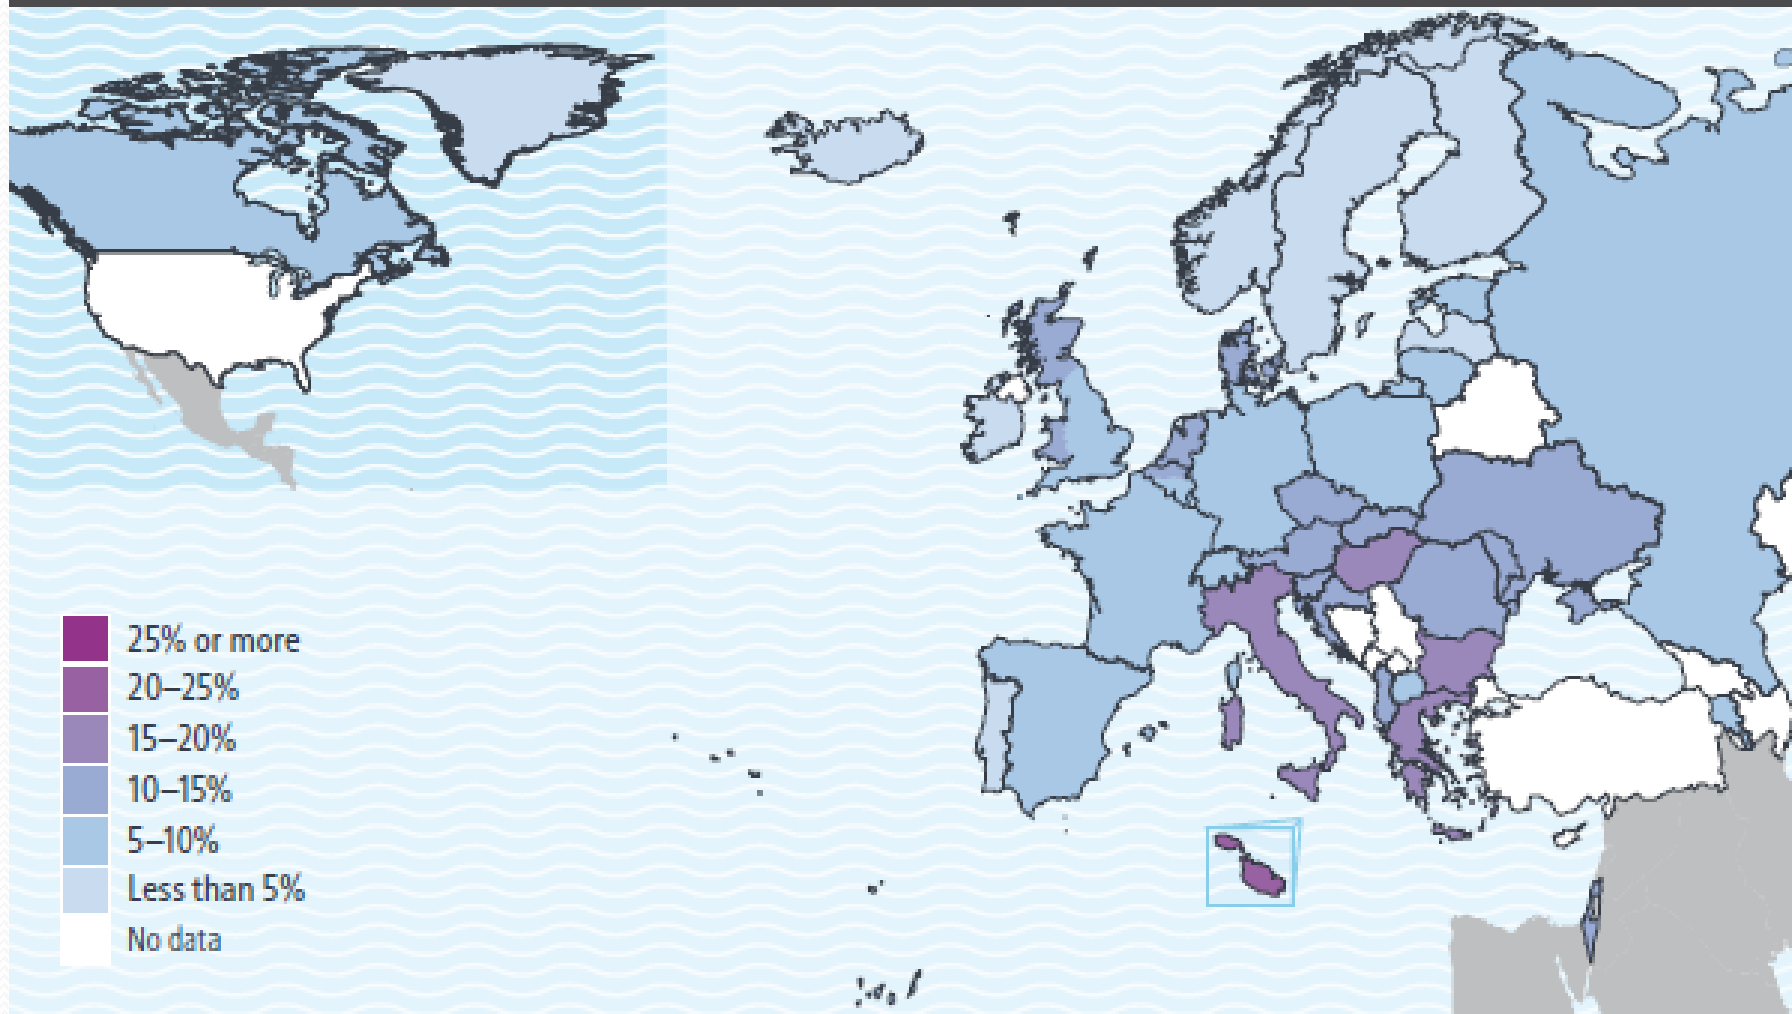 25% or more
20–25%
15–20%
10–15%
5–10%
Less than 5%
No data